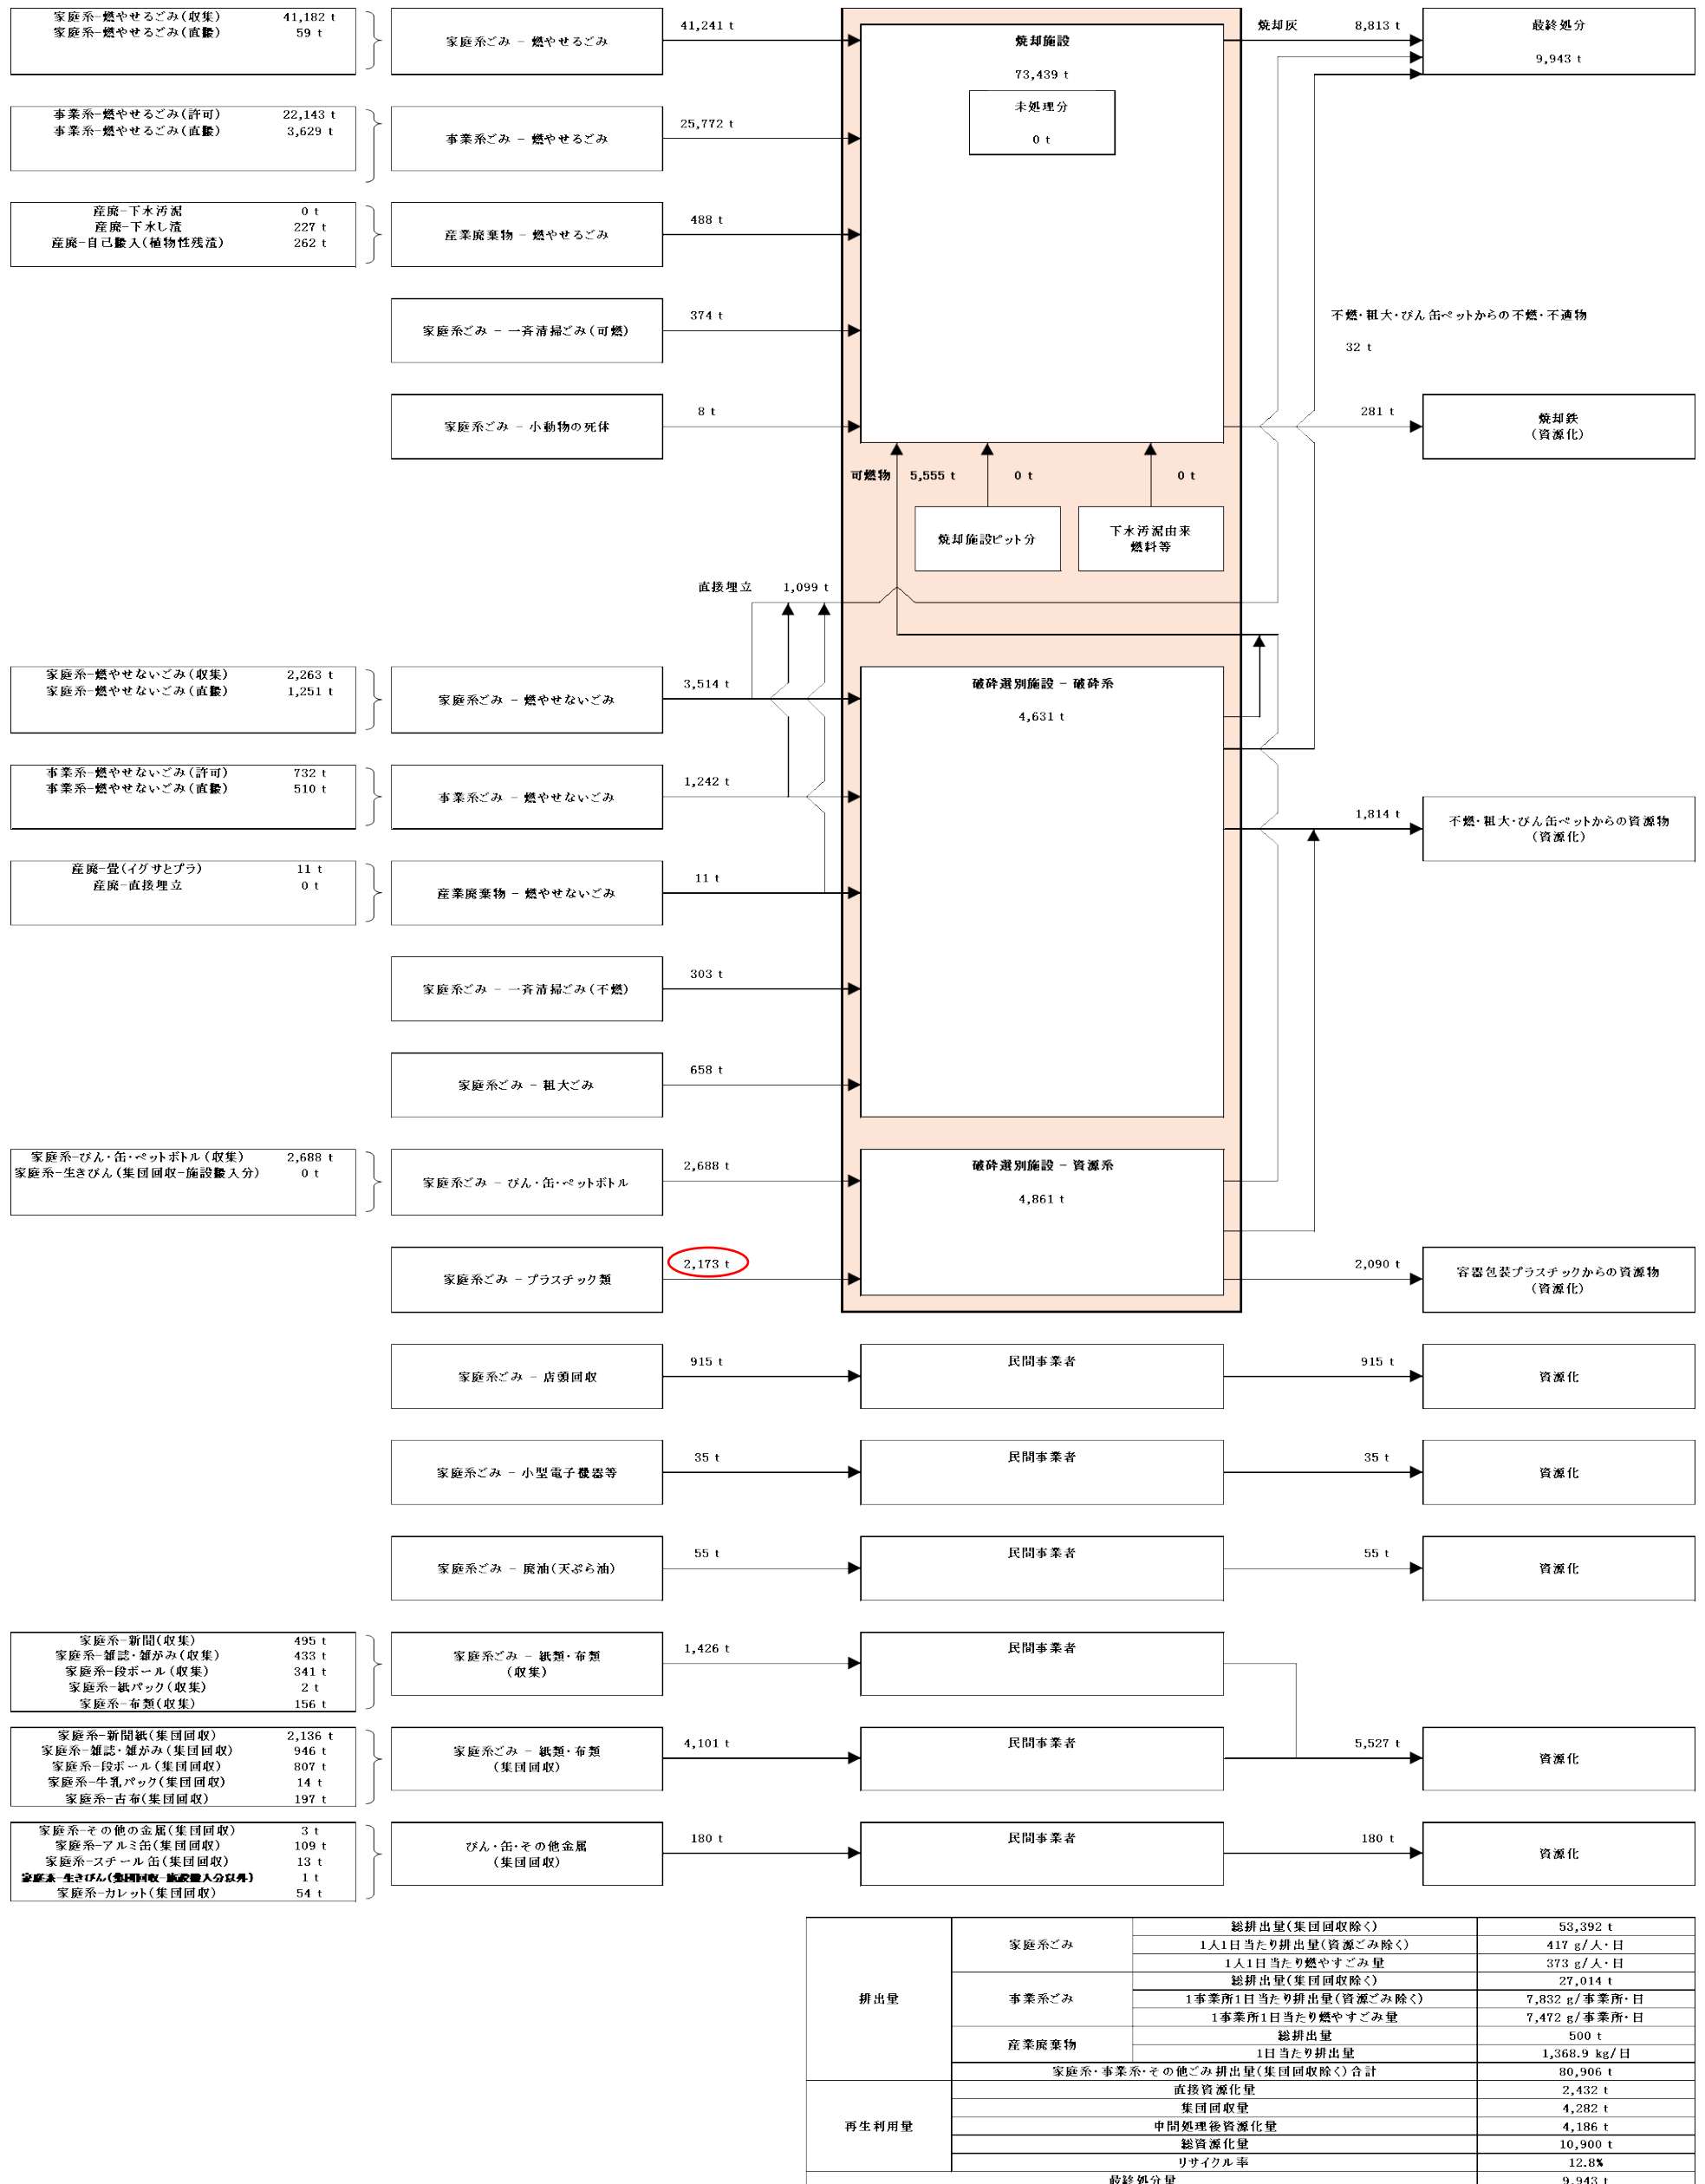 家庭系-燃やせるごみ(収集) 41,182 t
家庭系-燃やせるごみ(直搬) 59 t
家庭系ごみ - 燃やせるごみ
41,241 t
焼却施設
73,439 t
未処理分
0 t
焼却灰 8,813 t
最終処分
9,943 t
事業系-燃やせるごみ(許可) 22,143 t
事業系-燃やせるごみ(直搬) 3,629 t
事業系ごみ - 燃やせるごみ
25,772 t
産廃-下水汚泥 0 t
産廃-下水し渣 227 t
産廃-自己搬入(植物性残渣) 262 t
産業廃棄物 - 燃やせるごみ
488 t
家庭系ごみ - 一斉清掃ごみ(可燃)
374 t
不燃・粗大・びん缶ペットからの不燃・不適物
32 t
家庭系ごみ - 小動物の死体
8 t
281 t
焼却鉄
(資源化)
可燃物 5,555 t
0 t
0 t
焼却施設ピット分
下水汚泥由来
燃料等
直接埋立 1,099 t
家庭系-燃やせないごみ(収集) 2,263 t
家庭系-燃やせないごみ(直搬) 1,251 t
家庭系ごみ - 燃やせないごみ
3,514 t
破砕選別施設 - 破砕系
4,631 t
事業系-燃やせないごみ(許可) 732 t
事業系-燃やせないごみ(直搬) 510 t
事業系ごみ - 燃やせないごみ
1,242 t
1,814 t
不燃・粗大・びん缶ペットからの資源物
(資源化)
産廃-畳(イグサとプラ) 11 t
産廃-直接埋立 0 t
産業廃棄物 - 燃やせないごみ
11 t
家庭系ごみ - 一斉清掃ごみ(不燃)
303 t
家庭系ごみ - 粗大ごみ
658 t
家庭系-びん・缶・ペットボトル(収集) 2,688 t
家庭系-生きびん(集団回収-施設搬入分) 0 t
家庭系ごみ - びん・缶・ペットボトル
2,688 t
破砕選別施設 - 資源系
4,861 t
家庭系ごみ - プラスチック類
2,173 t
2,090 t
容器包装プラスチックからの資源物
(資源化)
家庭系ごみ - 店頭回収
915 t
民間事業者
915 t
資源化
家庭系ごみ - 小型電子機器等
35 t
民間事業者
35 t
資源化
家庭系ごみ - 廃油(天ぷら油)
55 t
民間事業者
55 t
資源化
家庭系-新聞(収集) 495 t
家庭系-雑誌・雑がみ(収集) 433 t
家庭系-段ボール(収集) 341 t
家庭系-紙パック(収集) 2 t
家庭系-布類(収集) 156 t
家庭系ごみ - 紙類・布類
(収集)
1,426 t
民間事業者
家庭系-新聞紙(集団回収) 2,136 t
家庭系-雑誌・雑がみ(集団回収) 946 t
家庭系-段ボール(集団回収) 807 t
家庭系-牛乳パック(集団回収) 14 t
家庭系-古布(集団回収) 197 t
家庭系ごみ - 紙類・布類
(集団回収)
4,101 t
民間事業者
5,527 t
資源化
家庭系-その他の金属(集団回収) 3 t
家庭系-アルミ缶(集団回収) 109 t
家庭系-スチール缶(集団回収) 13 t
家庭系-生きびん(集団回収-施設搬入分以外) 1 t
家庭系-カレット(集団回収) 54 t
びん・缶・その他金属
(集団回収)
180 t
民間事業者
180 t
資源化
排出量
家庭系ごみ
総排出量(集団回収除く) 53,392 t
1人1日当たり排出量(資源ごみ除く) 417 g/人・日
1人1日当たり燃やすごみ量 373 g/人・日
事業系ごみ
総排出量(集団回収除く) 27,014 t
1事業所1日当たり排出量(資源ごみ除く) 7,832 g/事業所・日
1事業所1日当たり燃やすごみ量 7,472 g/事業所・日
産業廃棄物
総排出量 500 t
1日当たり排出量 1,368.9 kg/日
家庭系・事業系・その他ごみ排出量(集団回収除く)合計 80,906 t
再生利用量
直接資源化量 2,432 t
集団回収量 4,282 t
中間処理後資源化量 4,186 t
総資源化量 10,900 t
リサイクル率 12.8%
最終処分量 9,943 t